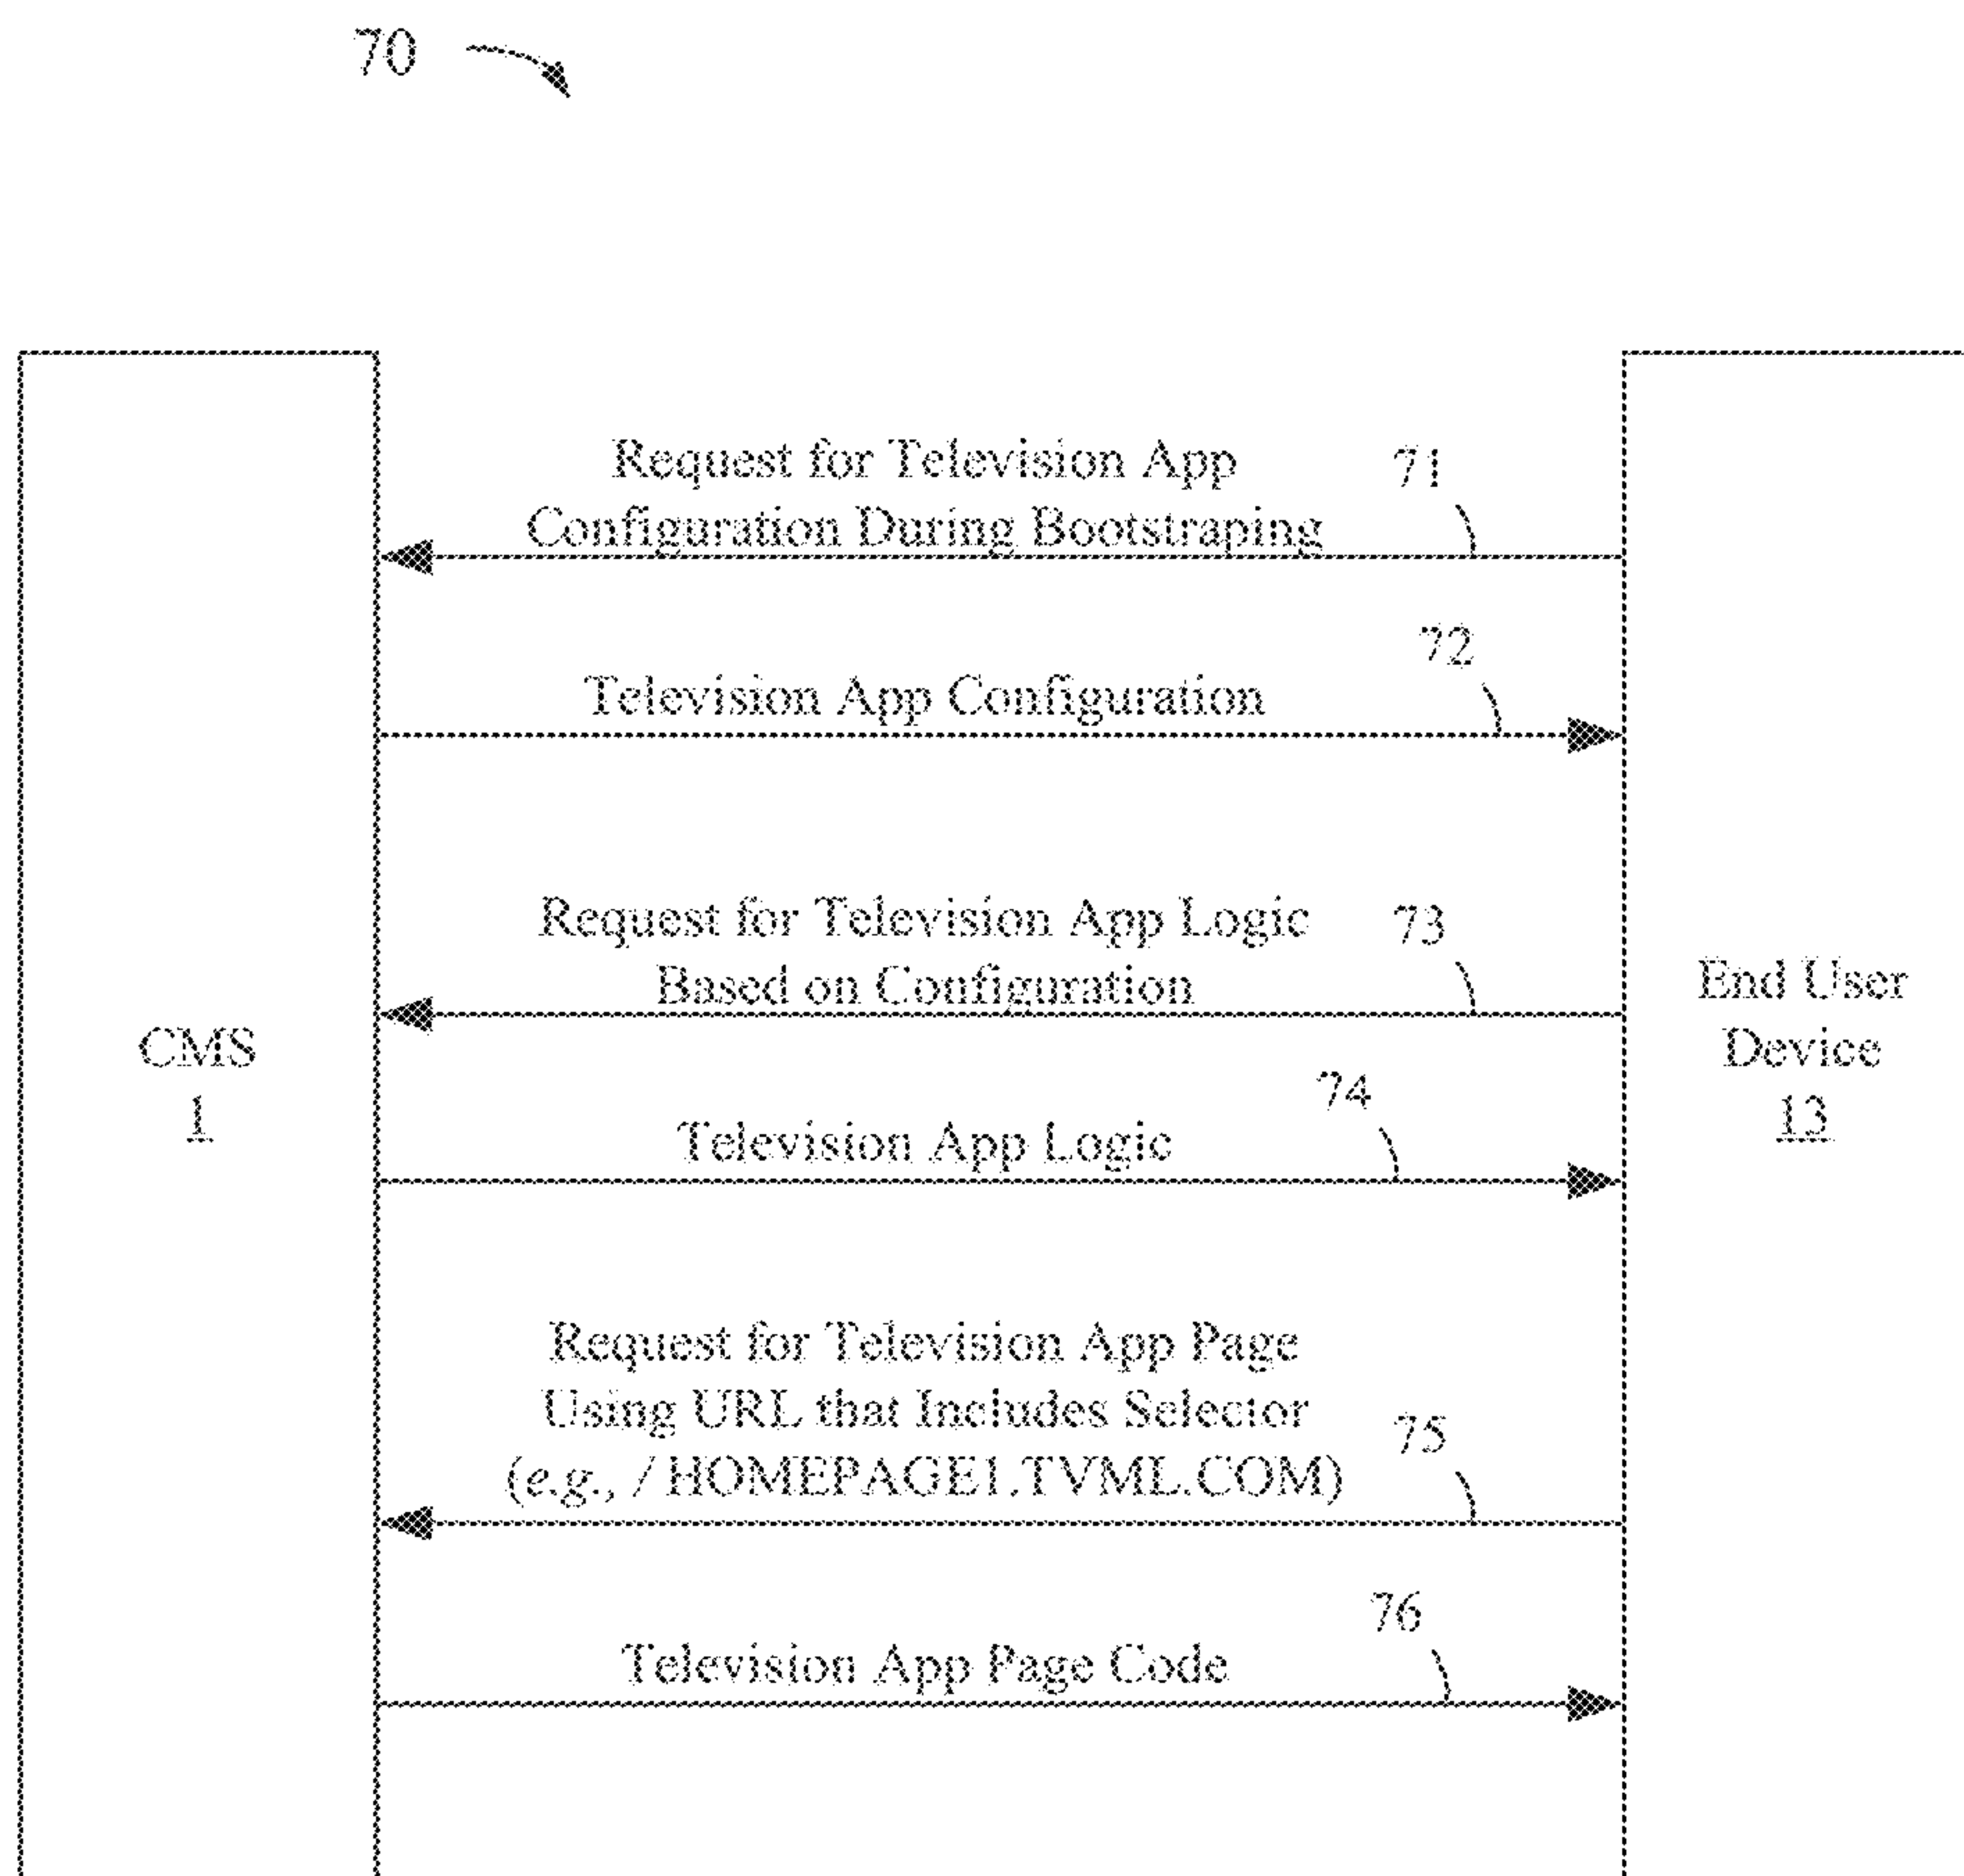 70
Request for Television App
Configuration During Bootstraping
71
72
Television App Configuration
Request for Television App Logic
Based on Configuration
73
CMS
1
End User
Device
13
74
Television App Logic
Request for Television App Page
Using URL that Includes Selector
(e.g., /HOMEPAGE1.TVML.COM)
75
76
Television App Page Code